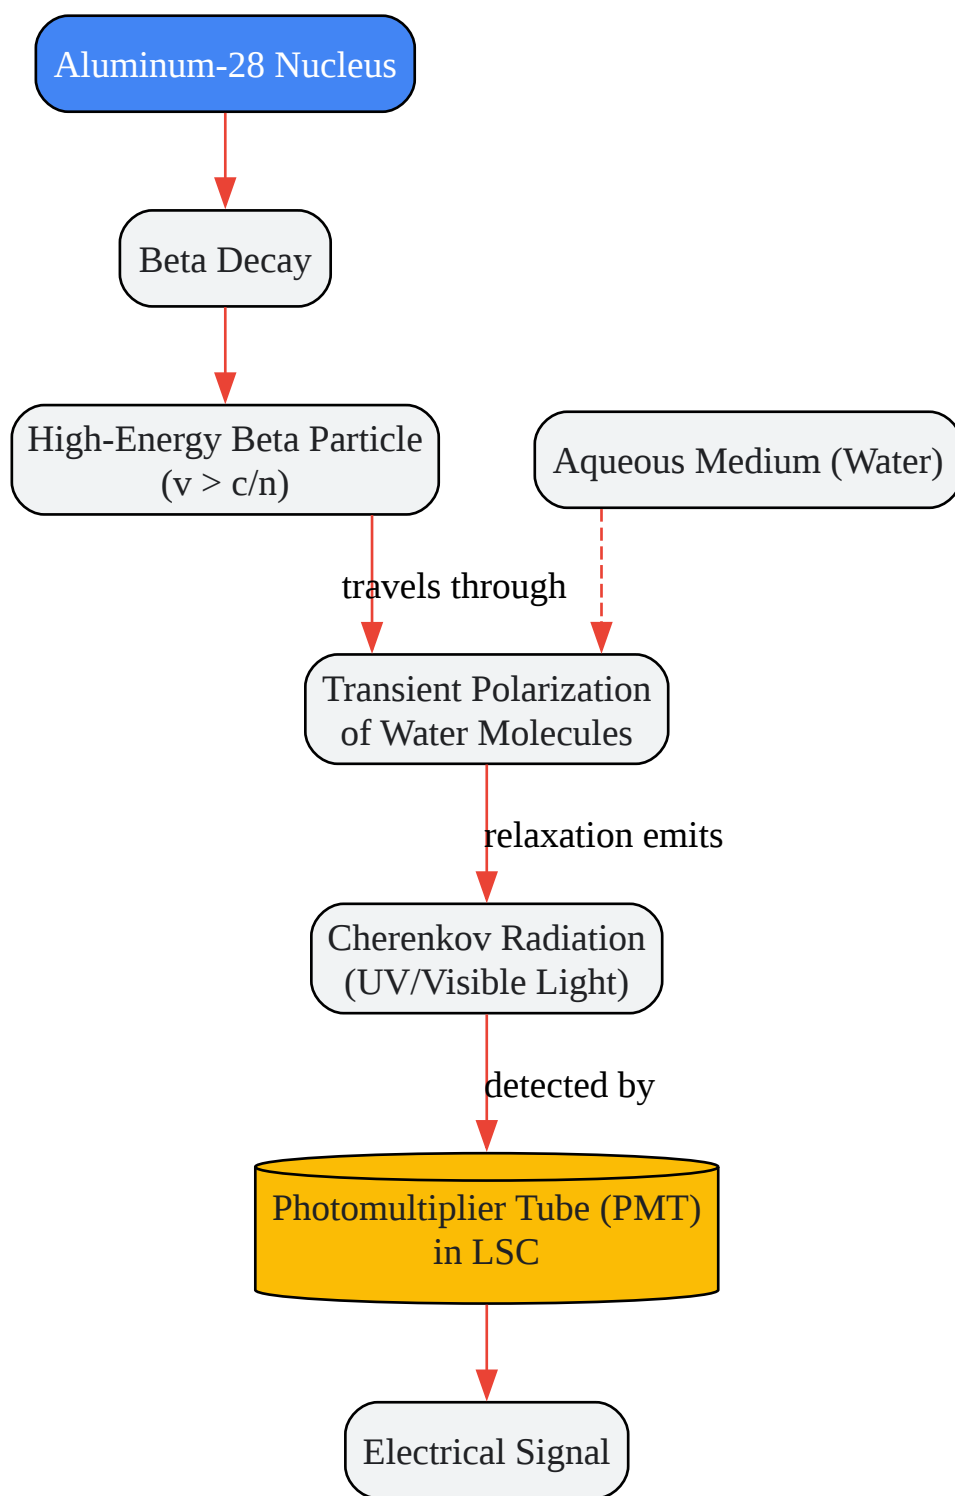 Aluminum-28 Nucleus
Beta Decay
High-Energy Beta Particle
(v > c/n)
Aqueous Medium (Water)
travels through
Transient Polarization
of Water Molecules
relaxation emits
Cherenkov Radiation
(UV/Visible Light)
detected by
Photomultiplier Tube (PMT)
in LSC
Electrical Signal